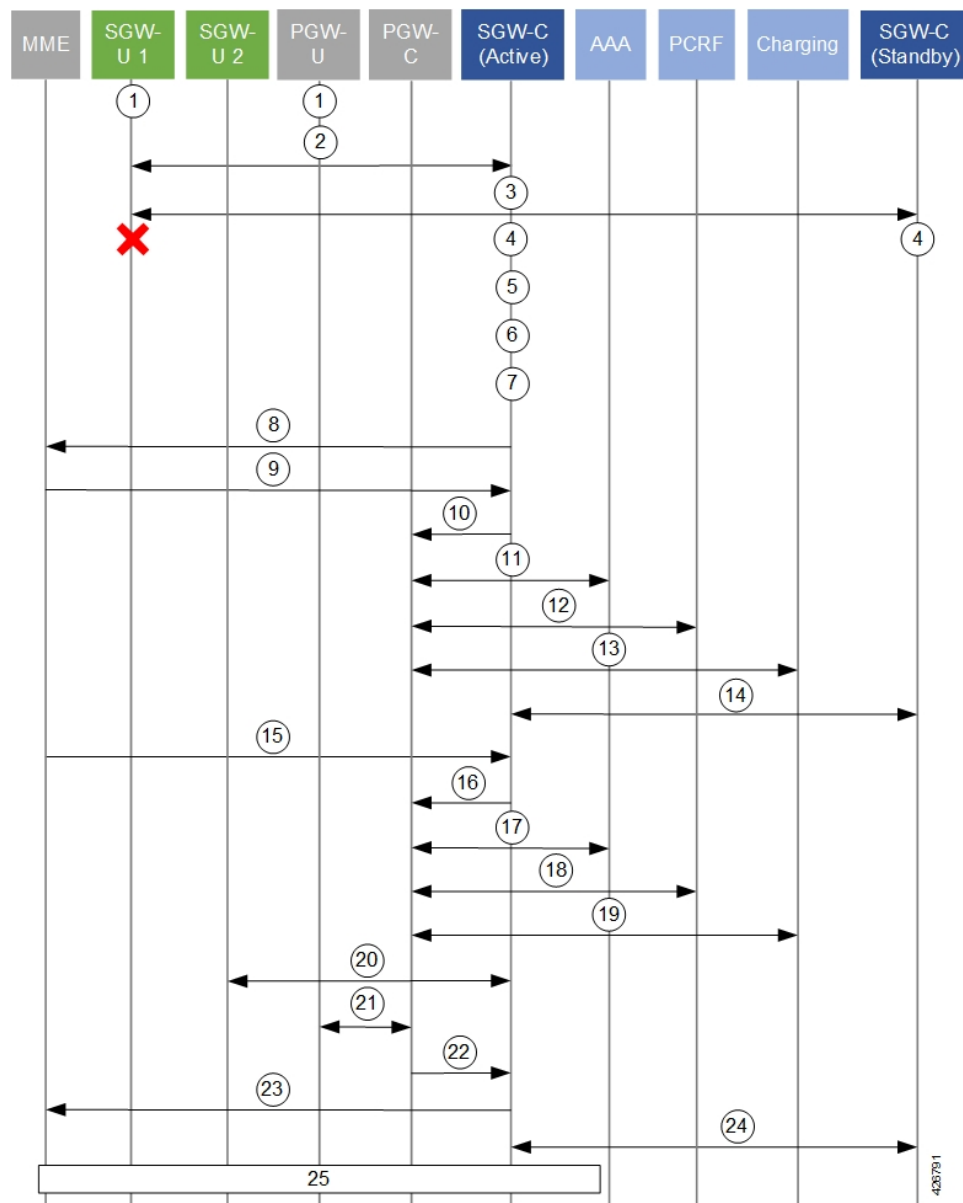 MME
SGW-
U 1
SGW-
U 2
PGW-
U
PGW-
C
SGW-C
(Active)
AAA
PCRF
Charging
SGW-C
(Standby)
1
1
2
3
4
4
5
6
7
8
9
10
11
12
13
14
15
16
17
18
19
20
21
22
23
24
25
426791